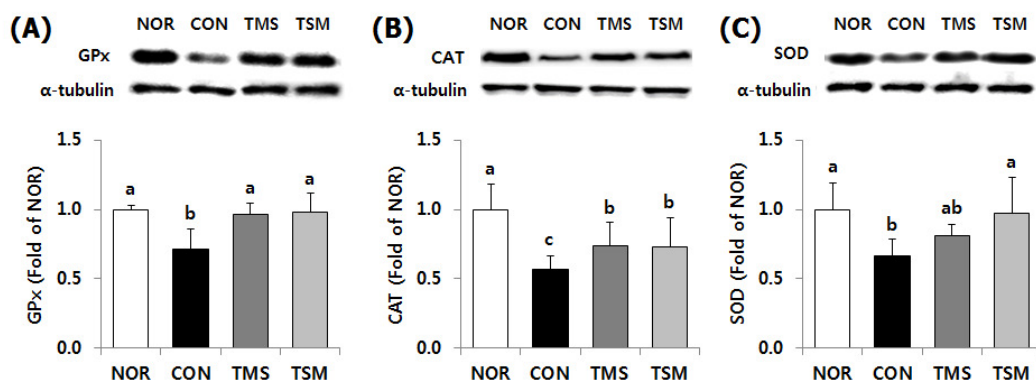 (A)
NOR CON TMS TSM
GPx
α-tubulin
GPx (Fold of NOR)
1.5
1.0
0.5
0.0
a
b
a
a
NOR CON TMS TSM
(B)
NOR CON TMS TSM
CAT
α-tubulin
CAT (Fold of NOR)
1.5
1.0
0.5
0.0
a
c
b
b
NOR CON TMS TSM
(C)
NOR CON TMS TSM
SOD
α-tubulin
SOD (Fold of NOR)
1.5
1.0
0.5
0.0
a
b
ab
a
NOR CON TMS TSM